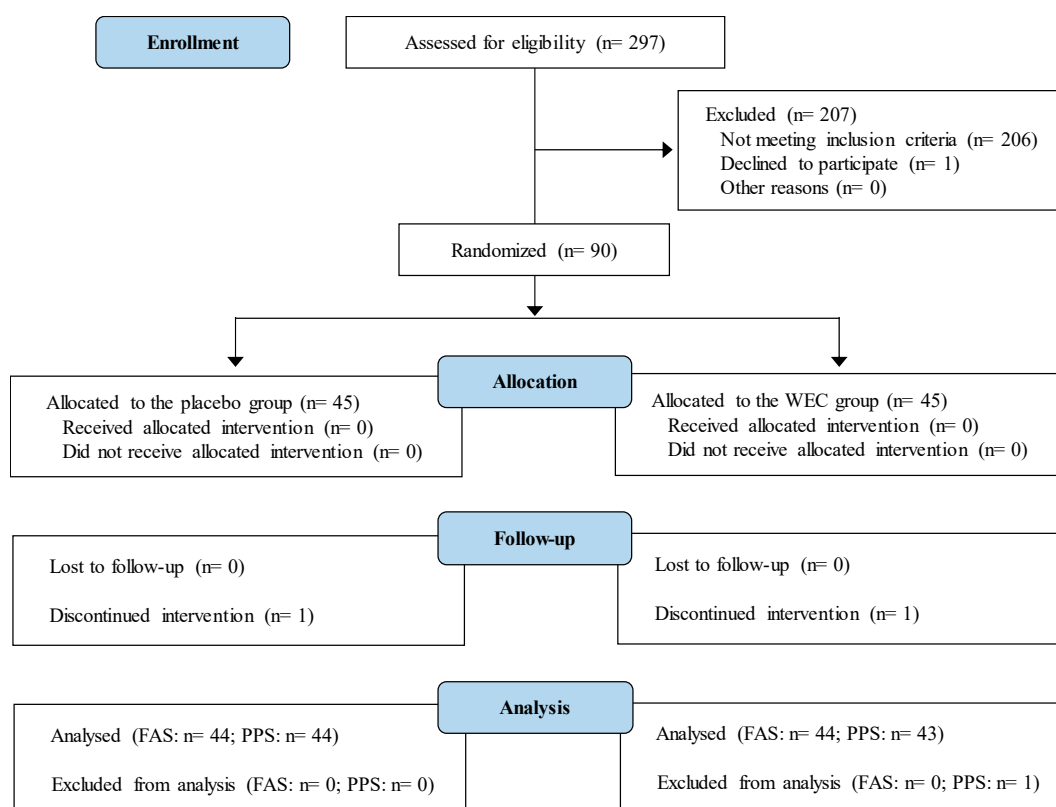 Enrollment
Assessed for eligibility (n= 297)
Excluded (n= 207)
Not meeting inclusion criteria (n= 206)
Declined to participate (n= 1)
Other reasons (n= 0)
Randomized (n= 90)
Allocation
Allocated to the placebo group (n= 45)
Received allocated intervention (n= 0)
Did not receive allocated intervention (n= 0)
Allocated to the WEC group (n= 45)
Received allocated intervention (n= 0)
Did not receive allocated intervention (n= 0)
Follow-up
Lost to follow-up (n= 0)
Discontinued intervention (n= 1)
Lost to follow-up (n= 0)
Discontinued intervention (n= 1)
Analysis
Analysed (FAS: n= 44; PPS: n= 44)
Excluded from analysis (FAS: n= 0; PPS: n= 0)
Analysed (FAS: n= 44; PPS: n= 43)
Excluded from analysis (FAS: n= 0; PPS: n= 1)